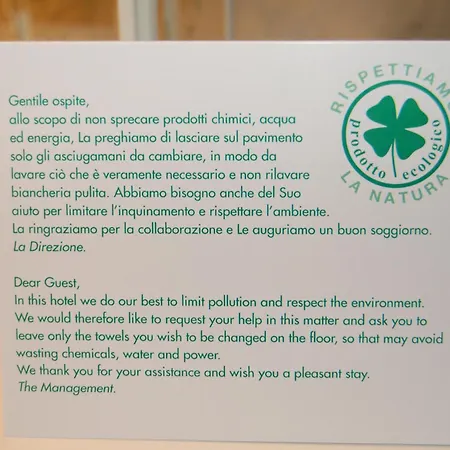 Gentile ospite,
allo scopo di non sprecare prodotti chimici, acqua
ed energia, La preghiamo di lasciare sul pavimento
solo gli asciugamani da cambiare, in modo da
lavare ciò che è veramente necessario e non rilavare
biancheria pulita. Abbiamo bisogno anche del Suo
aiuto per limitare l'inquinamento e rispettare l'ambiente.
La ringraziamo per la collaborazione e Le auguriamo un buon soggiorno.
La Direzione.
RISPETTIAMO
prodotto ecologico
LA NATURA
Dear Guest,
In this hotel we do our best to limit pollution and respect the environment.
We would therefore like to request your help in this matter and ask you to
leave only the towels you wish to be changed on the floor, so that may avoid
wasting chemicals, water and power.
We thank you for your assistance and wish you a pleasant stay.
The Management.